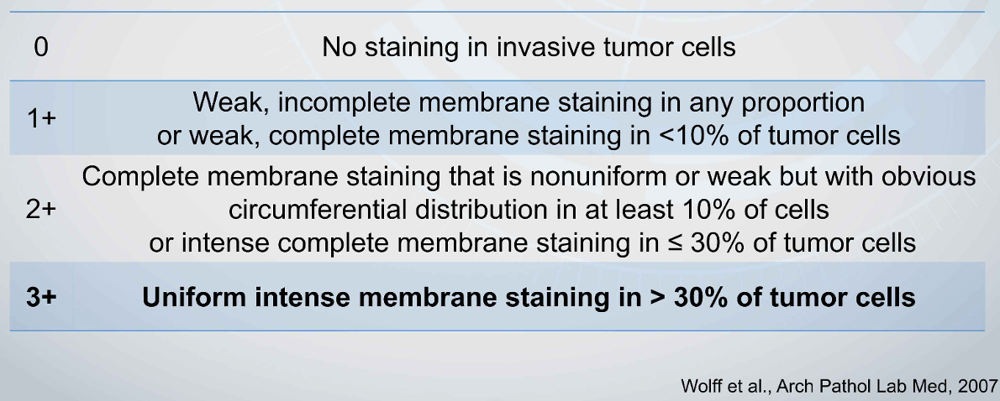 0 No staining in invasive tumor cells
1+ Weak, incomplete membrane staining in any proportion
or weak, complete membrane staining in <10% of tumor cells
2+ Complete membrane staining that is nonuniform or weak but with obvious
circumferential distribution in at least 10% of cells
or intense complete membrane staining in ≤ 30% of tumor cells
3+ Uniform intense membrane staining in > 30% of tumor cells
Wolff et al., Arch Pathol Lab Med, 2007